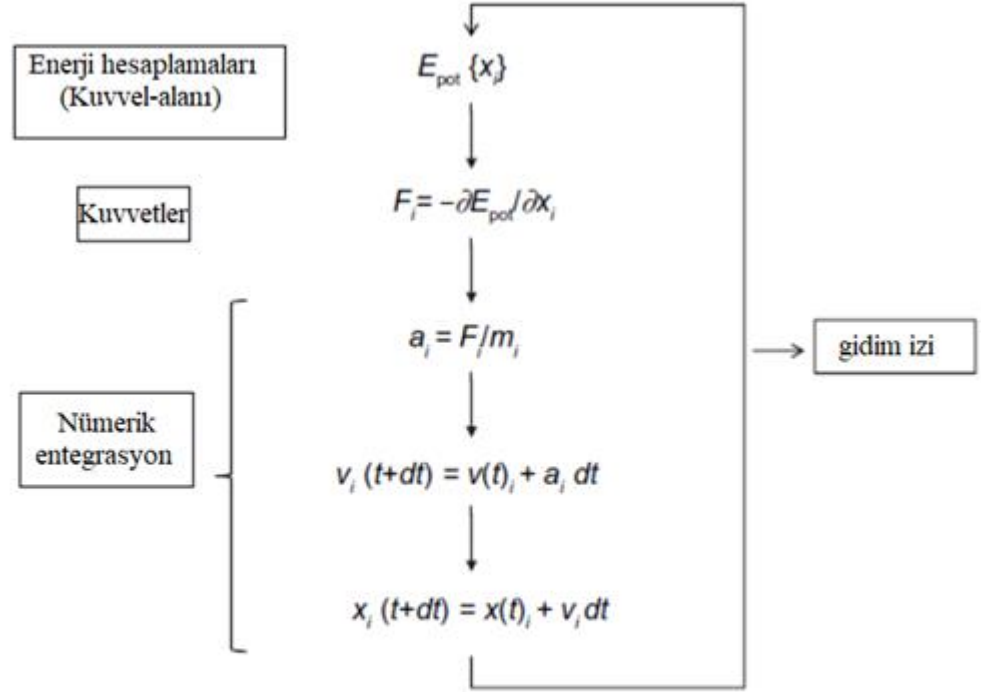 Enerji hesaplamaları
(Kuvvel-alanı)
E_pot {x_i}
Kuvvetler
F_i = −∂E_pot/∂x_i
a_i = F_i/m_i
gidim izi
Nümerik
entegrasyon
v_i (t+dt) = v(t)_i + a_i dt
x_i (t+dt) = x(t)_i + v_i dt